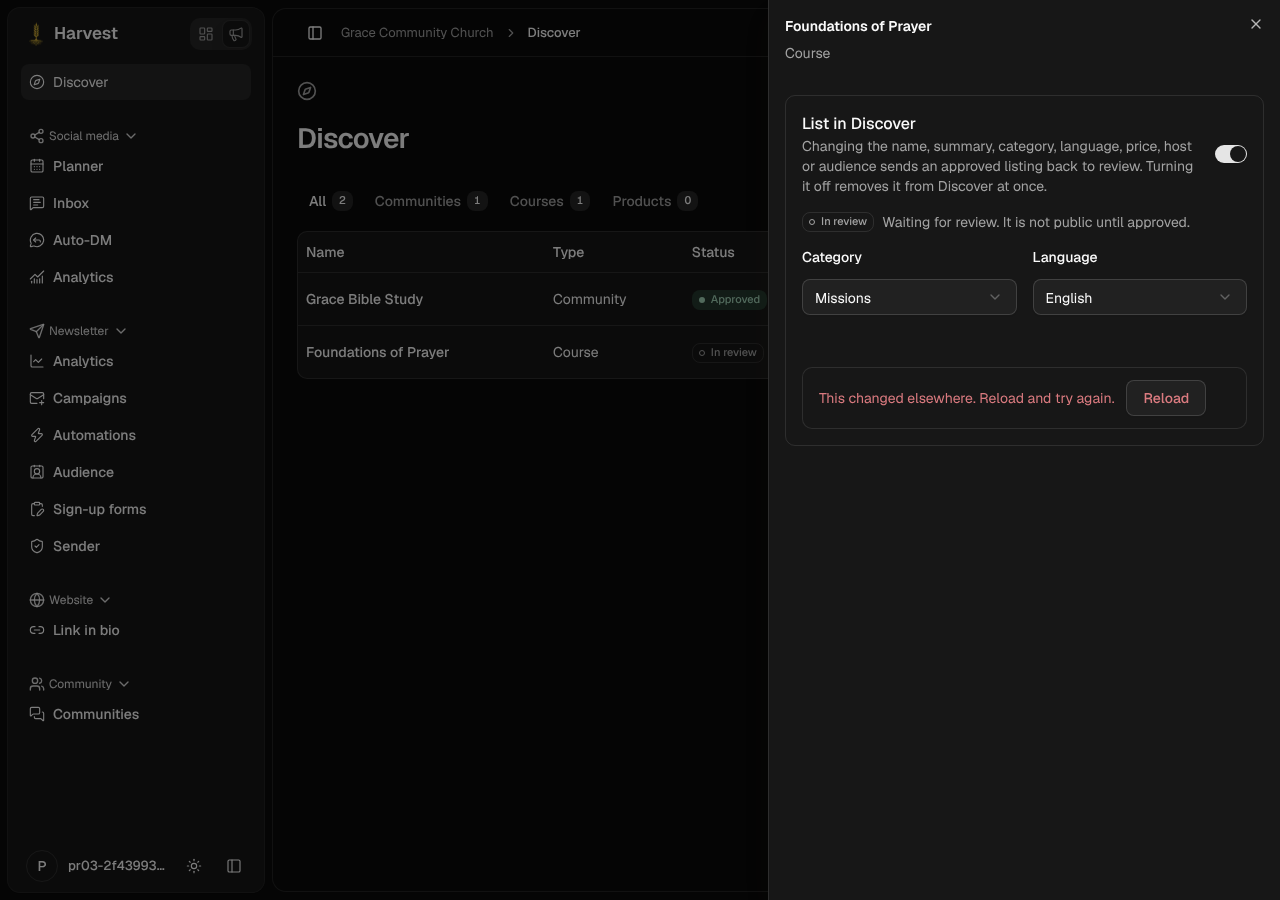 Harvest
Discover
Social media
Planner
Inbox
Auto-DM
Analytics
Newsletter
Analytics
Campaigns
Automations
Audience
Sign-up forms
Sender
Website
Link in bio
Community
Communities
P pr03-2f43993...
Grace Community Church > Discover
Discover
All 2 Communities 1 Courses 1 Products 0
Name Type Status
Grace Bible Study Community Approved
Foundations of Prayer Course In review
Foundations of Prayer
Course
List in Discover
Changing the name, summary, category, language, price, host
or audience sends an approved listing back to review. Turning
it off removes it from Discover at once.
In review Waiting for review. It is not public until approved.
Category Language
Missions English
This changed elsewhere. Reload and try again. Reload